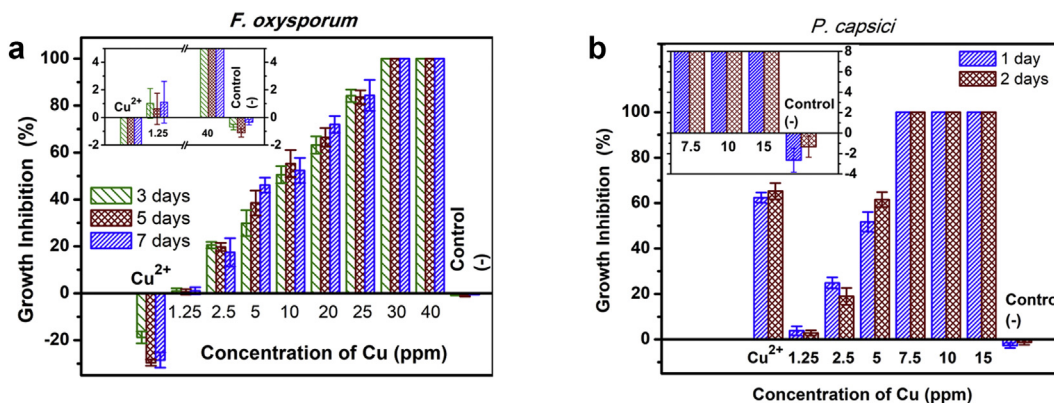 F. oxysporum
a
Growth Inhibition (%)
100
80
60
40
20
0
-20
4
2
0
-2
Cu2+
1.25
40
Control
(-)
4
2
0
-2
3 days
5 days
7 days
Cu2+
1.25
2.5
5
10
20
25
30
40
Control
(-)
Concentration of Cu (ppm)
P. capsici
b
Growth Inhibition (%)
100
80
60
40
20
0
7.5
10
15
Control
(-)
8
6
4
2
0
-2
-4
1 day
2 days
Cu2+
1.25
2.5
5
7.5
10
15
Control
(-)
Concentration of Cu (ppm)